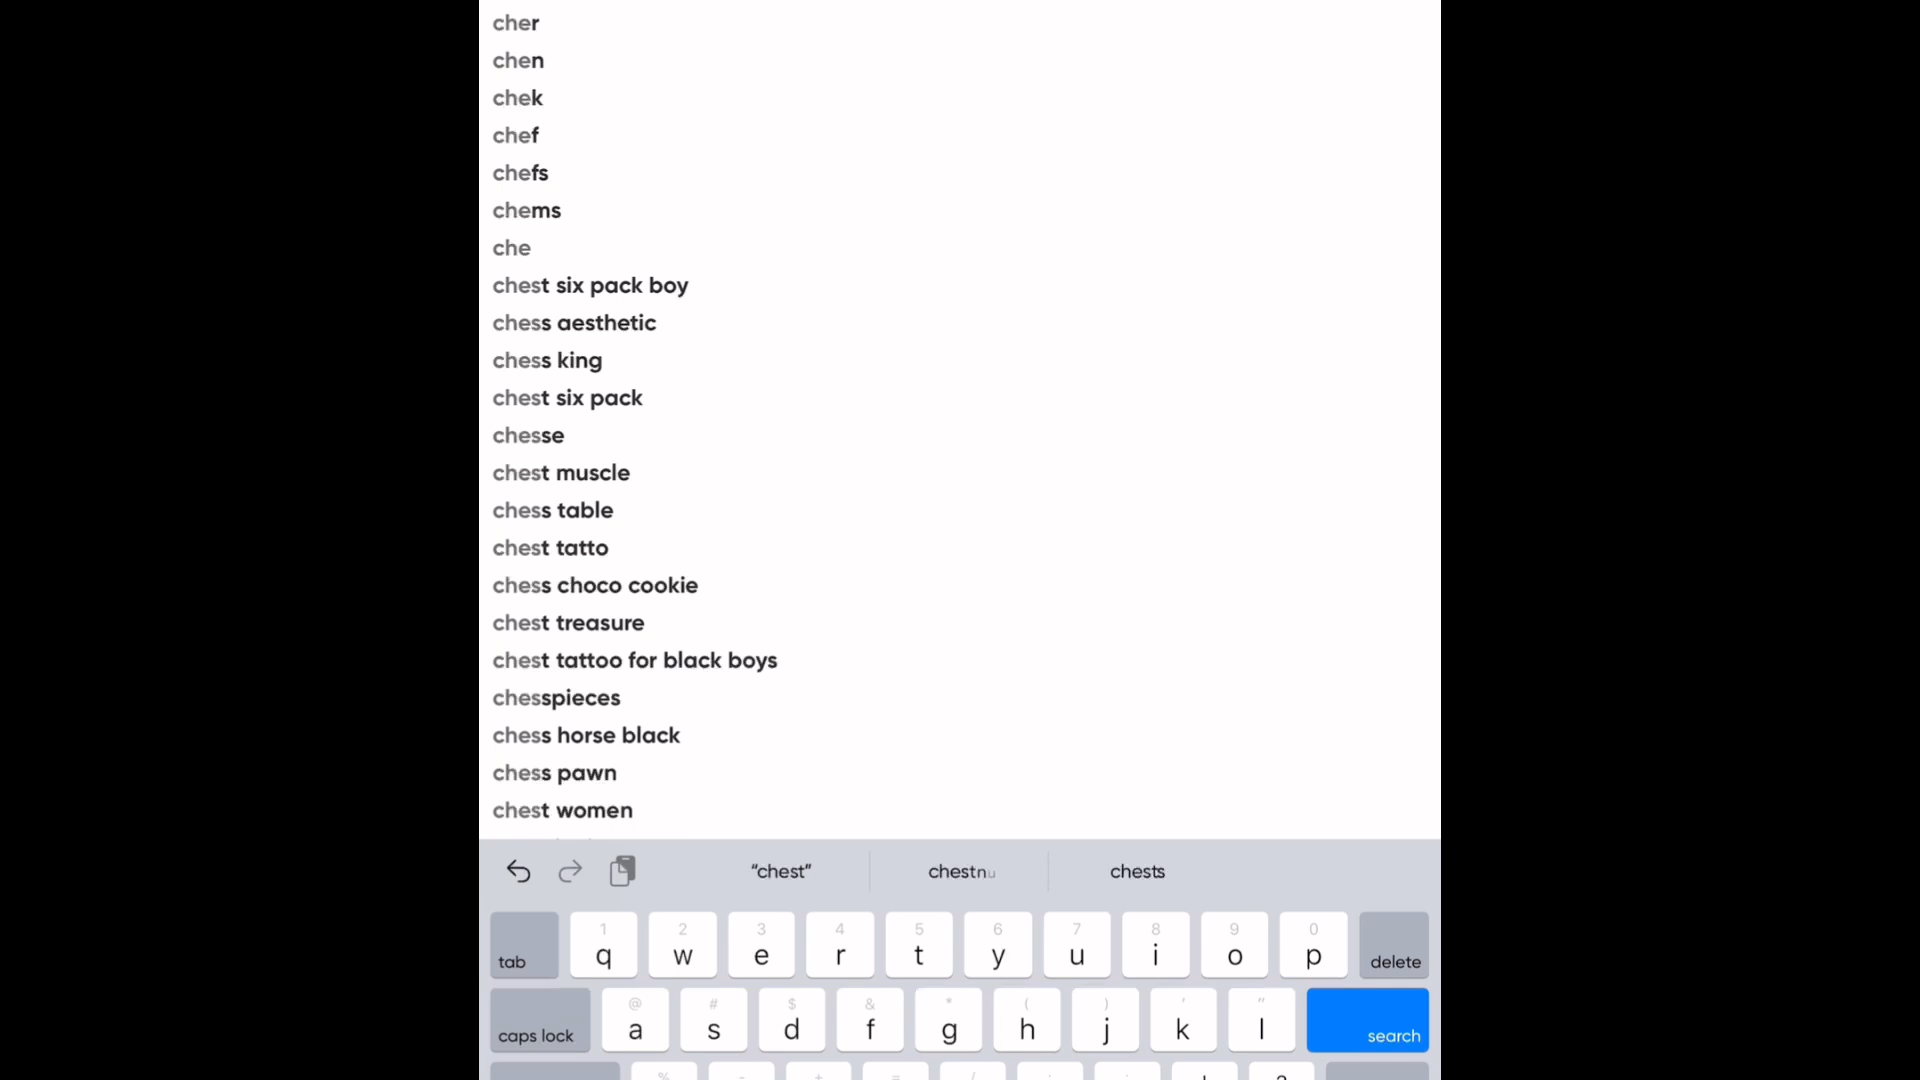 cher
chen
chek
chef
chefs
chems
che
chest six pack boy
chess aesthetic
chess king
chest six pack
chesse
chest muscle
chess table
chest tatto
chess choco cookie
chest treasure
chest tattoo for black boys
chesspieces
chess horse black
chess pawn
chest women
“chest” chestnu chests
1 2 3 4 5 6 7 8 9 0
tab q w e r t y u i o p delete
@ # $ & * ( ) ' "
caps lock a s d f g h j k l search
% - + = /